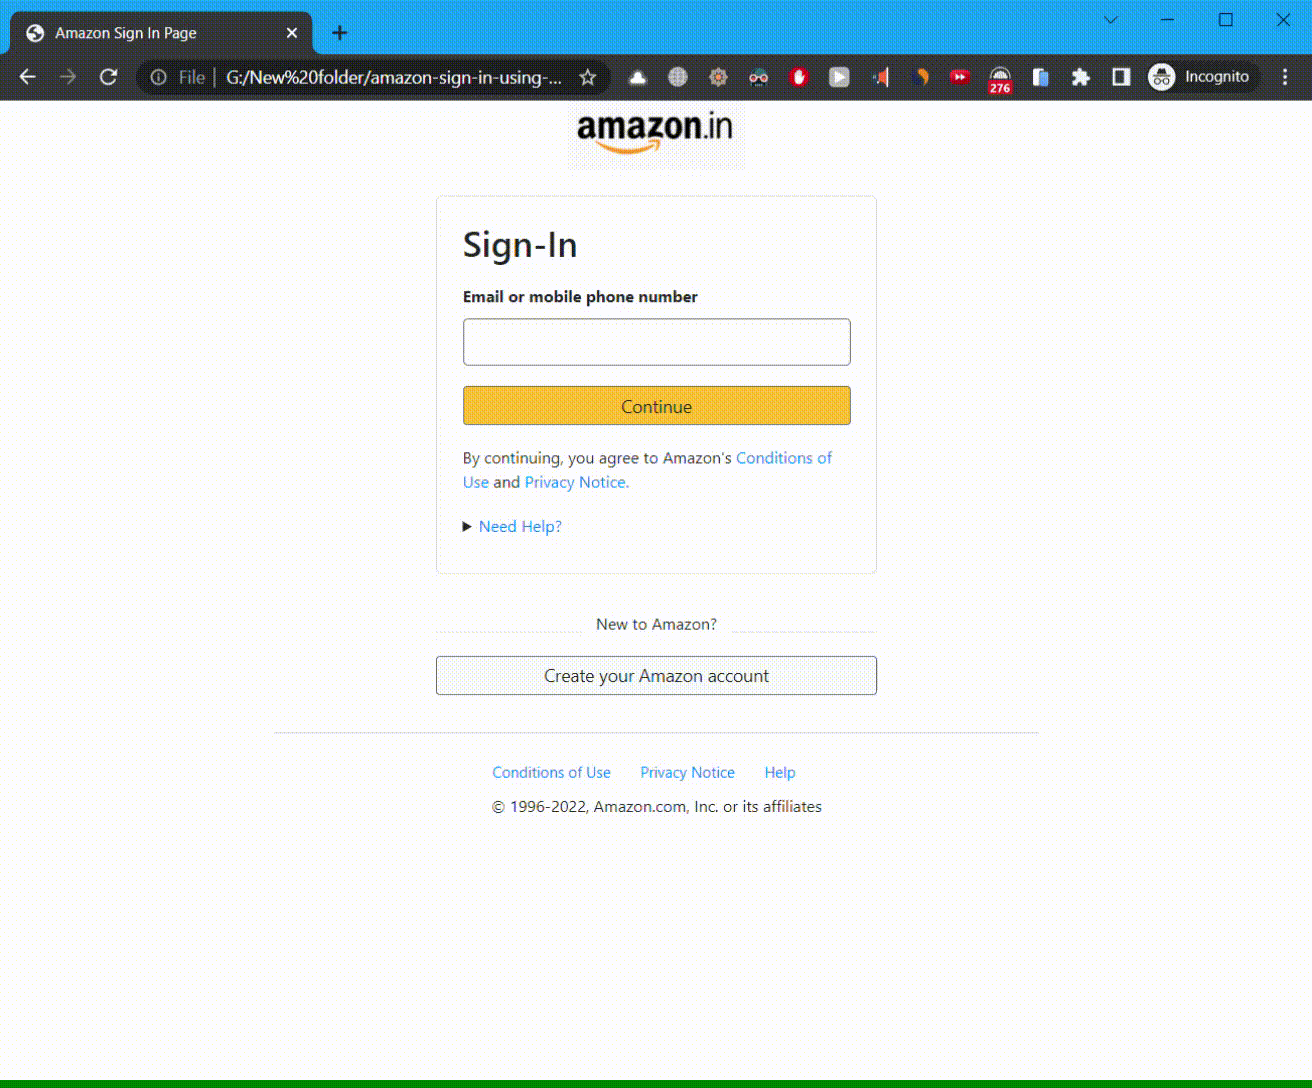 Amazon Sign In Page
File G:/New%20folder/amazon-sign-in-using-... 276 Incognito
amazon.in
Sign-In
Email or mobile phone number
Continue
By continuing, you agree to Amazon's Conditions of
Use and Privacy Notice.
Need Help?
New to Amazon?
Create your Amazon account
Conditions of Use Privacy Notice Help
© 1996-2022, Amazon.com, Inc. or its affiliates